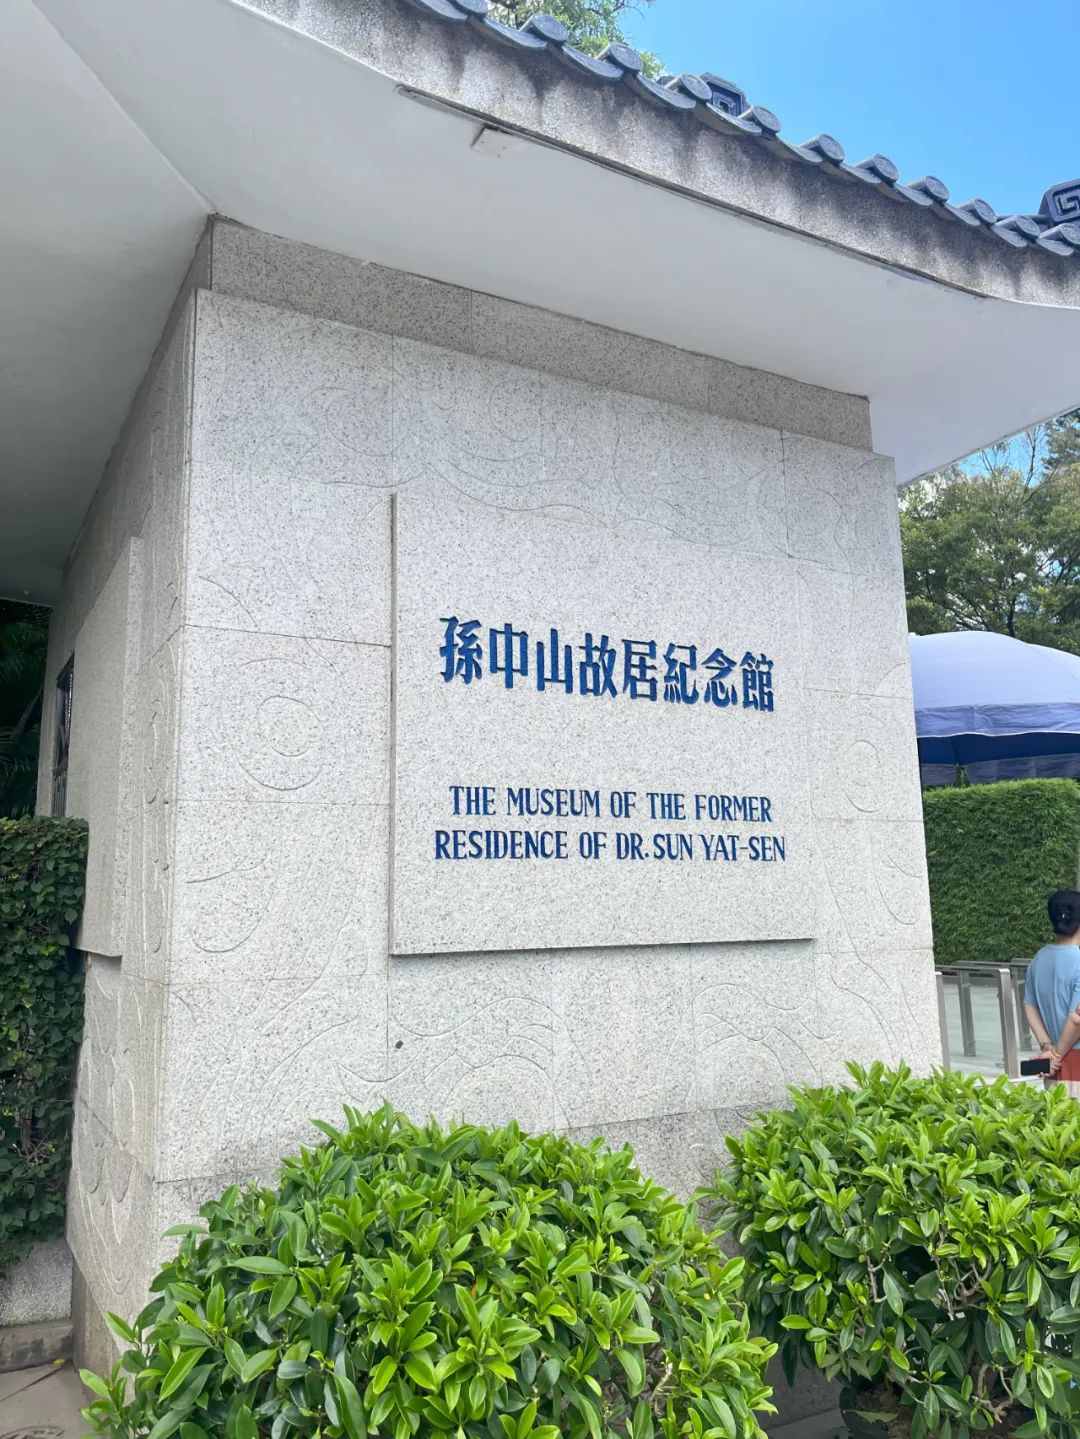 孫中山故居紀念館
THE MUSEUM OF THE FORMER
RESIDENCE OF DR. SUN YAT-SEN